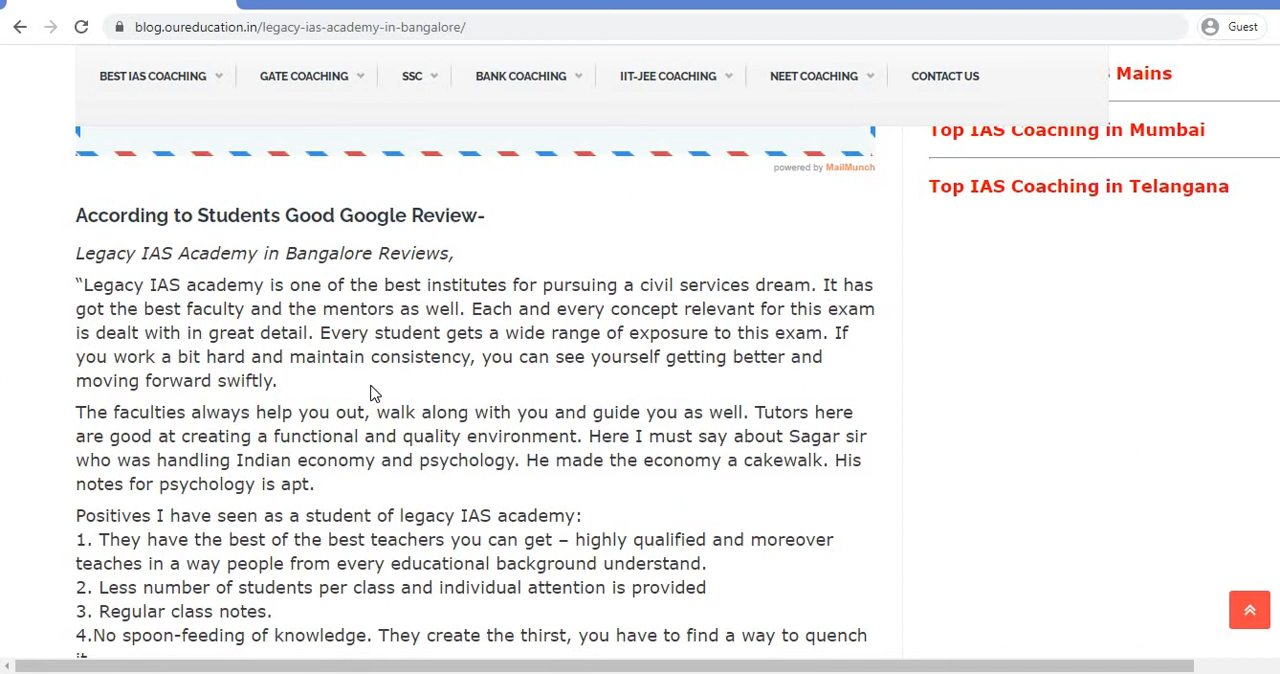 blog.oureducation.in/legacy-ias-academy-in-bangalore/
Guest
BEST IAS COACHING GATE COACHING SSC BANK COACHING IIT-JEE COACHING NEET COACHING CONTACT US
Mains
Top IAS Coaching in Mumbai
powered by MailMunch
Top IAS Coaching in Telangana
According to Students Good Google Review-
Legacy IAS Academy in Bangalore Reviews,
“Legacy IAS academy is one of the best institutes for pursuing a civil services dream. It has
got the best faculty and the mentors as well. Each and every concept relevant for this exam
is dealt with in great detail. Every student gets a wide range of exposure to this exam. If
you work a bit hard and maintain consistency, you can see yourself getting better and
moving forward swiftly.
The faculties always help you out, walk along with you and guide you as well. Tutors here
are good at creating a functional and quality environment. Here I must say about Sagar sir
who was handling Indian economy and psychology. He made the economy a cakewalk. His
notes for psychology is apt.
Positives I have seen as a student of legacy IAS academy:
1. They have the best of the best teachers you can get – highly qualified and moreover
teaches in a way people from every educational background understand.
2. Less number of students per class and individual attention is provided
3. Regular class notes.
4.No spoon-feeding of knowledge. They create the thirst, you have to find a way to quench